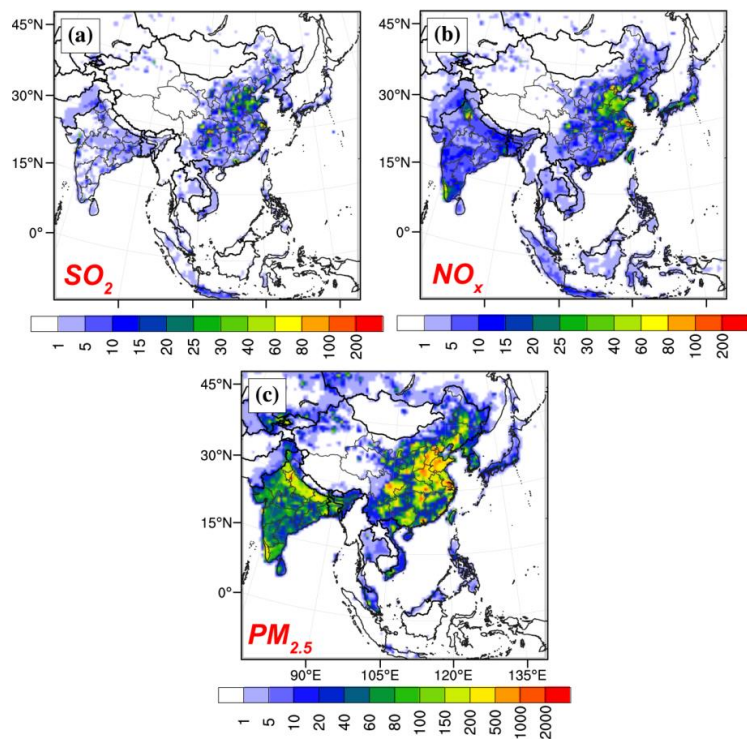 (a)
45°N
30°N
15°N
0°
SO2
1 5 10 15 20 25 30 40 60 80 100 200
(b)
45°N
30°N
15°N
0°
NOx
1 5 10 15 20 25 30 40 60 80 100 200
(c)
45°N
30°N
15°N
0°
PM2.5
90°E 105°E 120°E 135°E
1 5 10 20 40 60 80 100 150 200 500 1000 2000